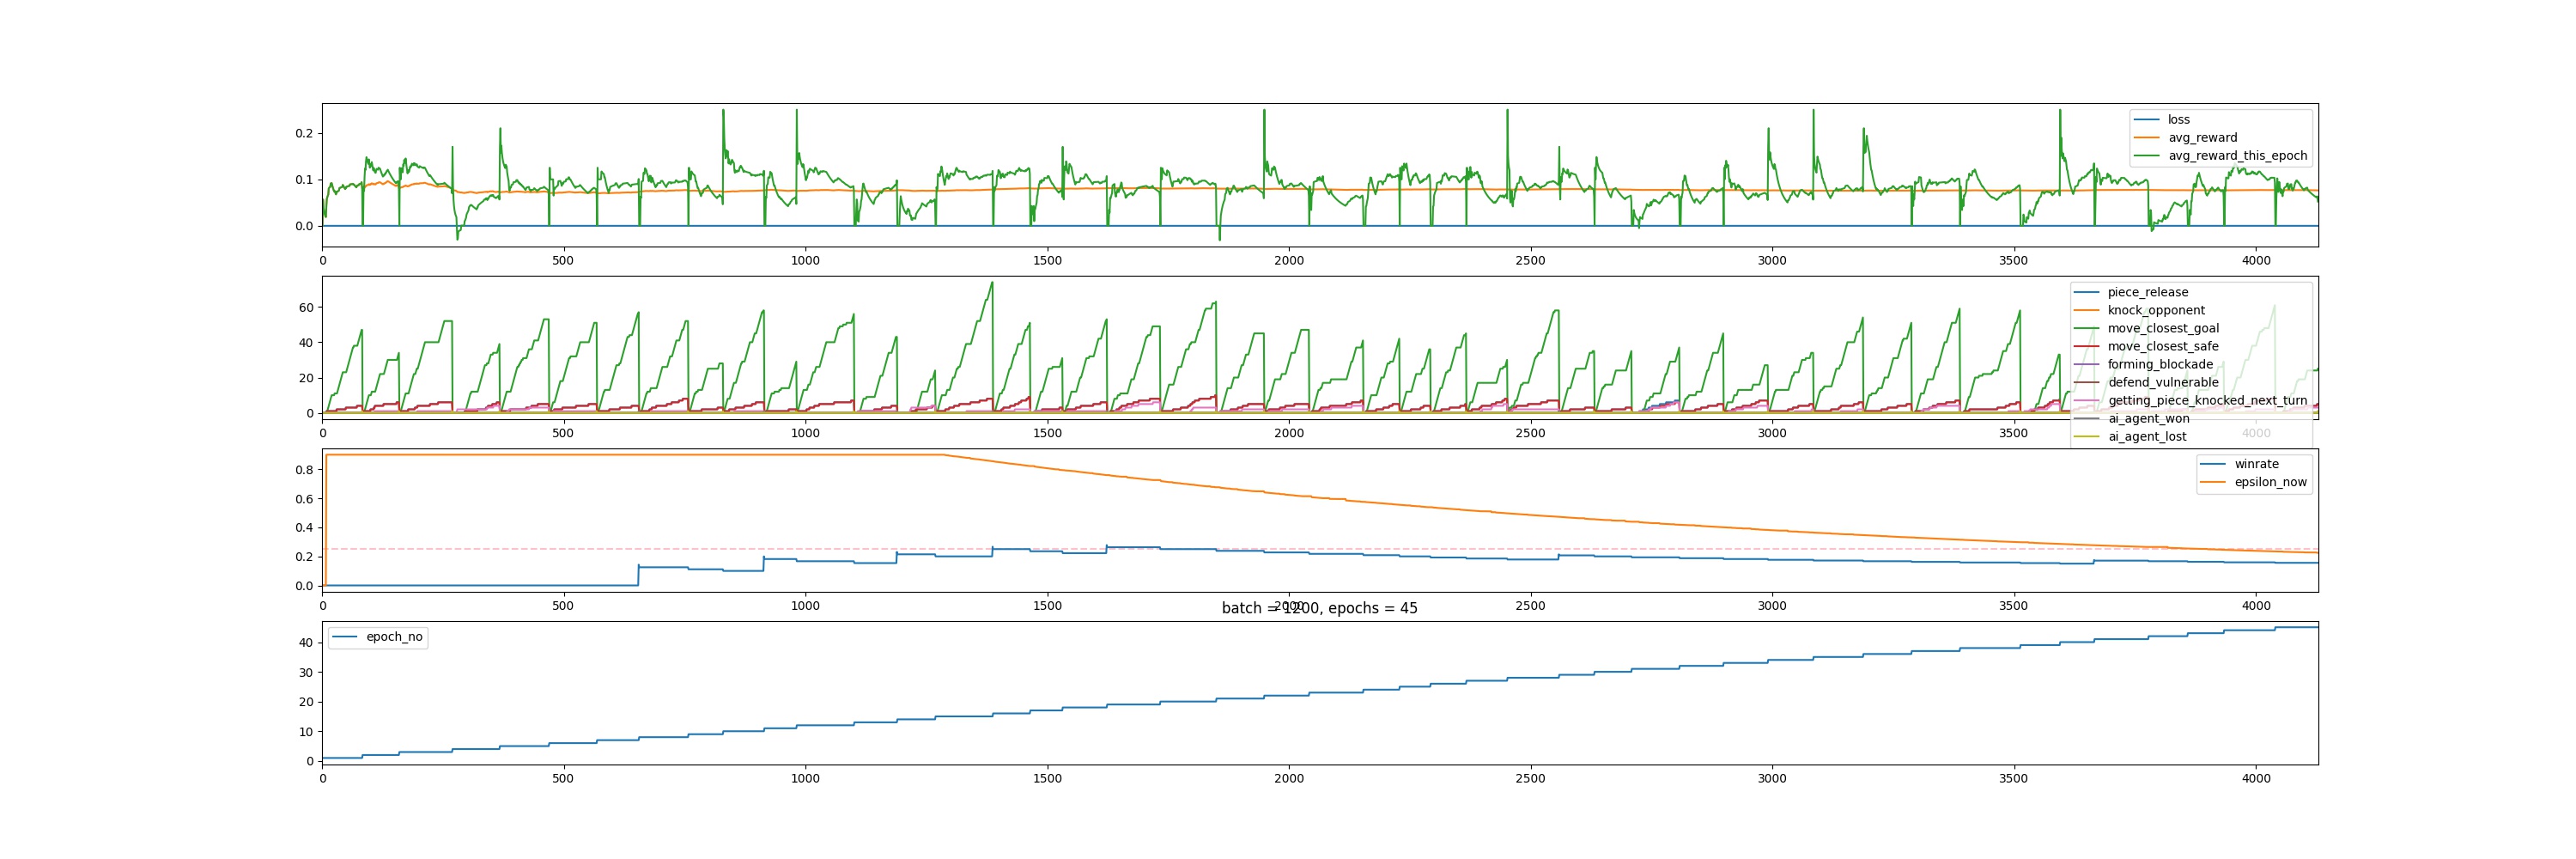 0.2
0.1
0.0
loss
avg_reward
avg_reward_this_epoch
0 500 1000 1500 2000 2500 3000 3500 4000
60
40
20
0
piece_release
knock_opponent
move_closest_goal
move_closest_safe
forming_blockade
defend_vulnerable
getting_piece_knocked_next_turn
ai_agent_won
ai_agent_lost
0 500 1000 1500 2000 2500 3000 3500 4000
0.8
0.6
0.4
0.2
0.0
winrate
epsilon_now
0 500 1000 1500 2000 2500 3000 3500 4000
batch = 1200, epochs = 45
40
30
20
10
0
epoch_no
0 500 1000 1500 2000 2500 3000 3500 4000